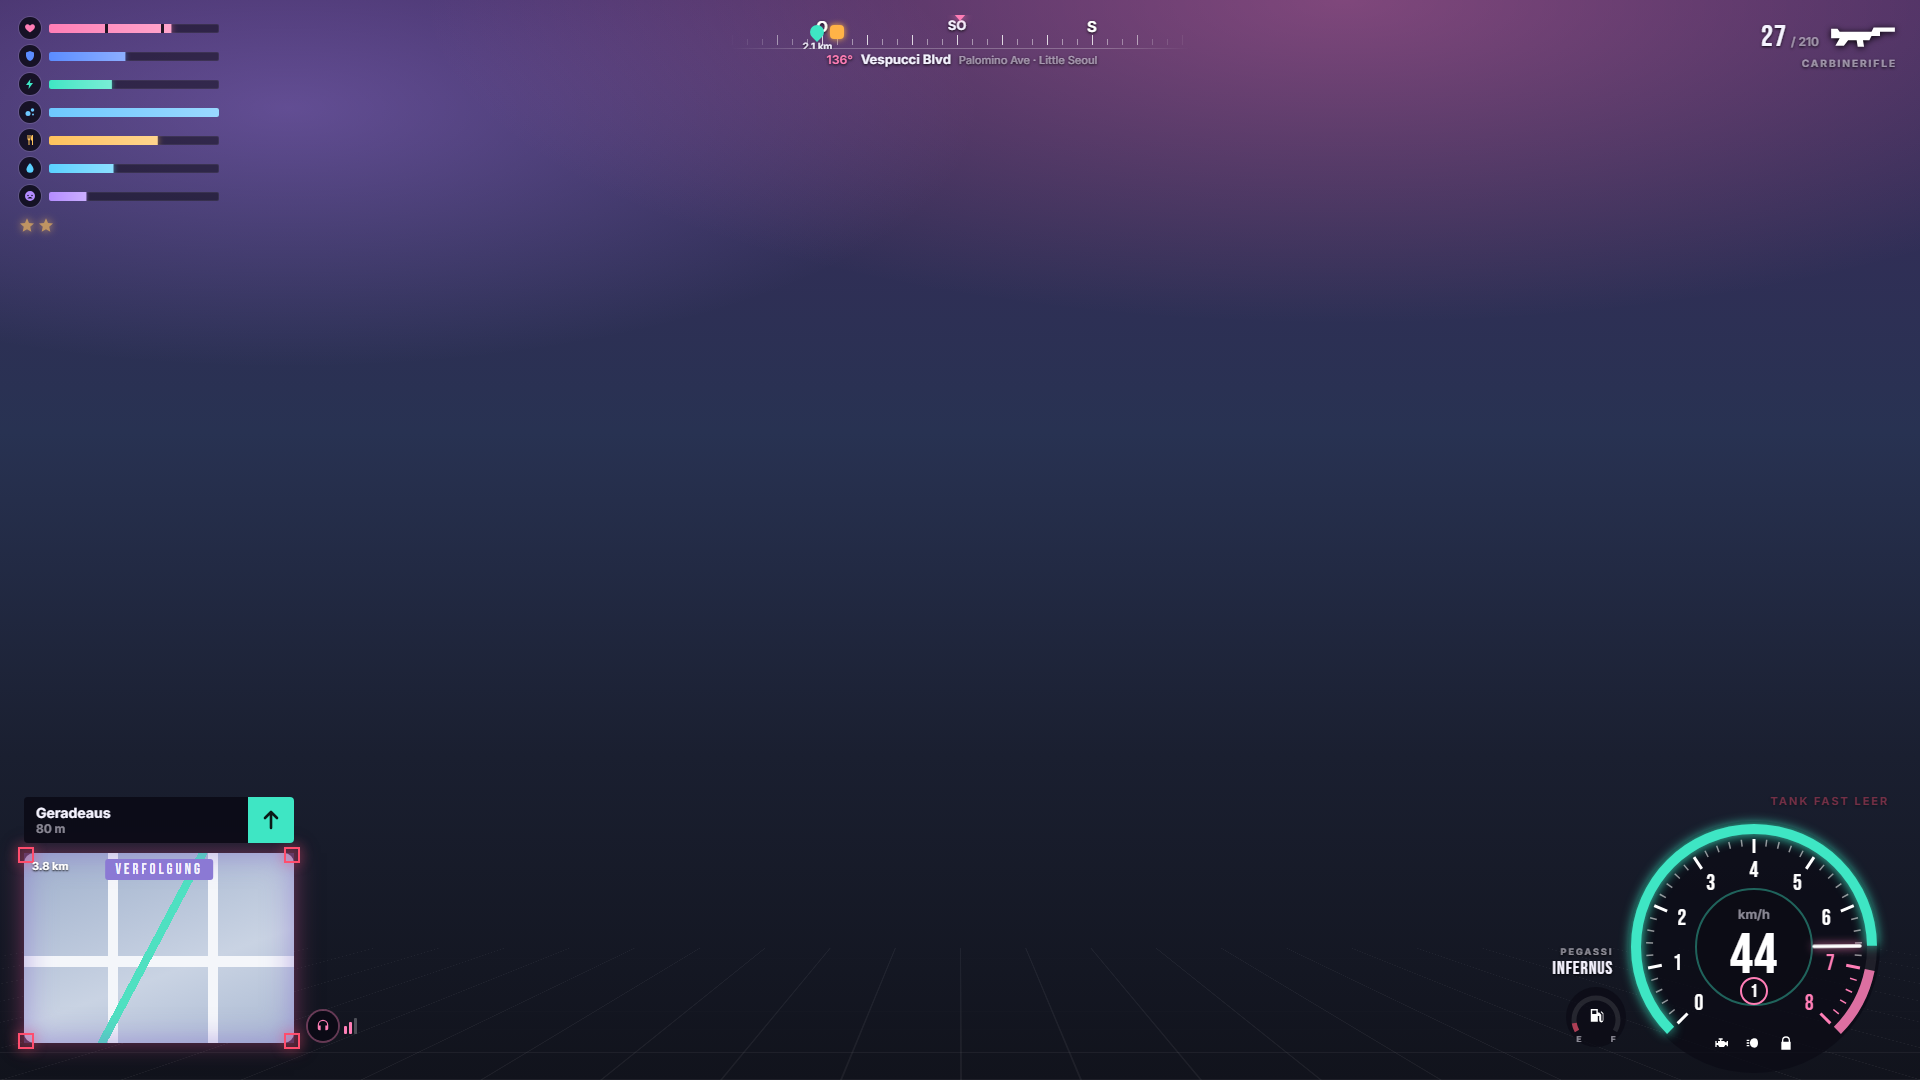 O SO S
2.1 km
136° Vespucci Blvd Palomino Ave · Little Seoul
27 / 210
CARBINERIFLE
Geradeaus
80 m
3.8 km
VERFOLGUNG
TANK FAST LEER
PEGASSI
INFERNUS
E F
0 1 2 3 4 5 6 7 8
km/h
44
1